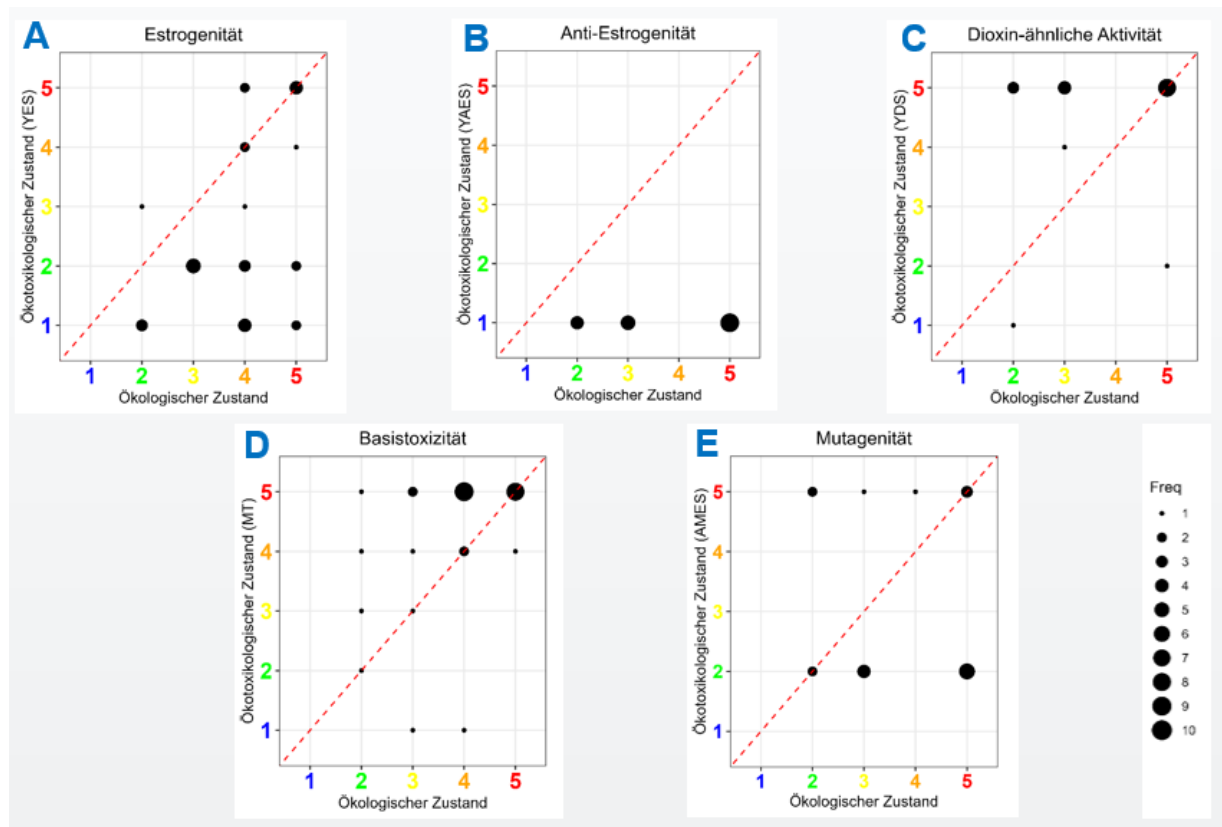 A
Estrogenität
Ökotoxikologischer Zustand (YES)
5
4
3
2
1
1 2 3 4 5
Ökologischer Zustand
B
Anti-Estrogenität
Ökotoxikologischer Zustand (YAES)
5
4
3
2
1
1 2 3 4 5
Ökologischer Zustand
C
Dioxin-ähnliche Aktivität
Ökotoxikologischer Zustand (YDS)
5
4
3
2
1
1 2 3 4 5
Ökologischer Zustand
D
Basistoxizität
Ökotoxikologischer Zustand (MT)
5
4
3
2
1
1 2 3 4 5
Ökologischer Zustand
E
Mutagenität
Ökotoxikologischer Zustand (AMES)
5
4
3
2
1
1 2 3 4 5
Ökologischer Zustand
Freq
1
2
3
4
5
6
7
8
9
10